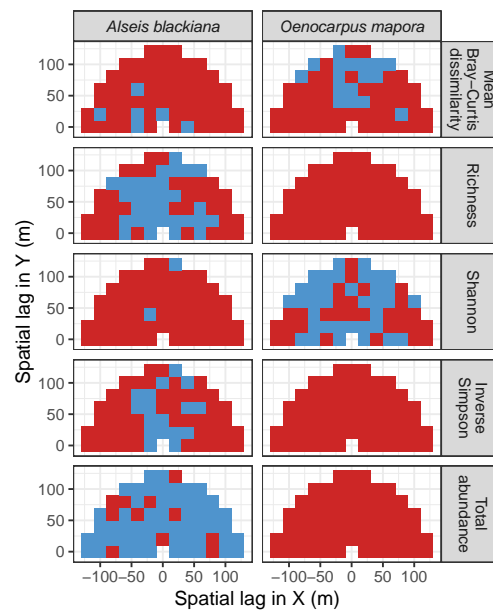 Alseis blackiana
Oenocarpus mapora
100
50
0
Mean
Bray−Curtis
dissimilarity
100
50
0
Richness
100
50
0
Shannon
100
50
0
Inverse
Simpson
100
50
0
Total
abundance
−100 −50 0 50 100
−100 −50 0 50 100
Spatial lag in X (m)
Spatial lag in Y (m)